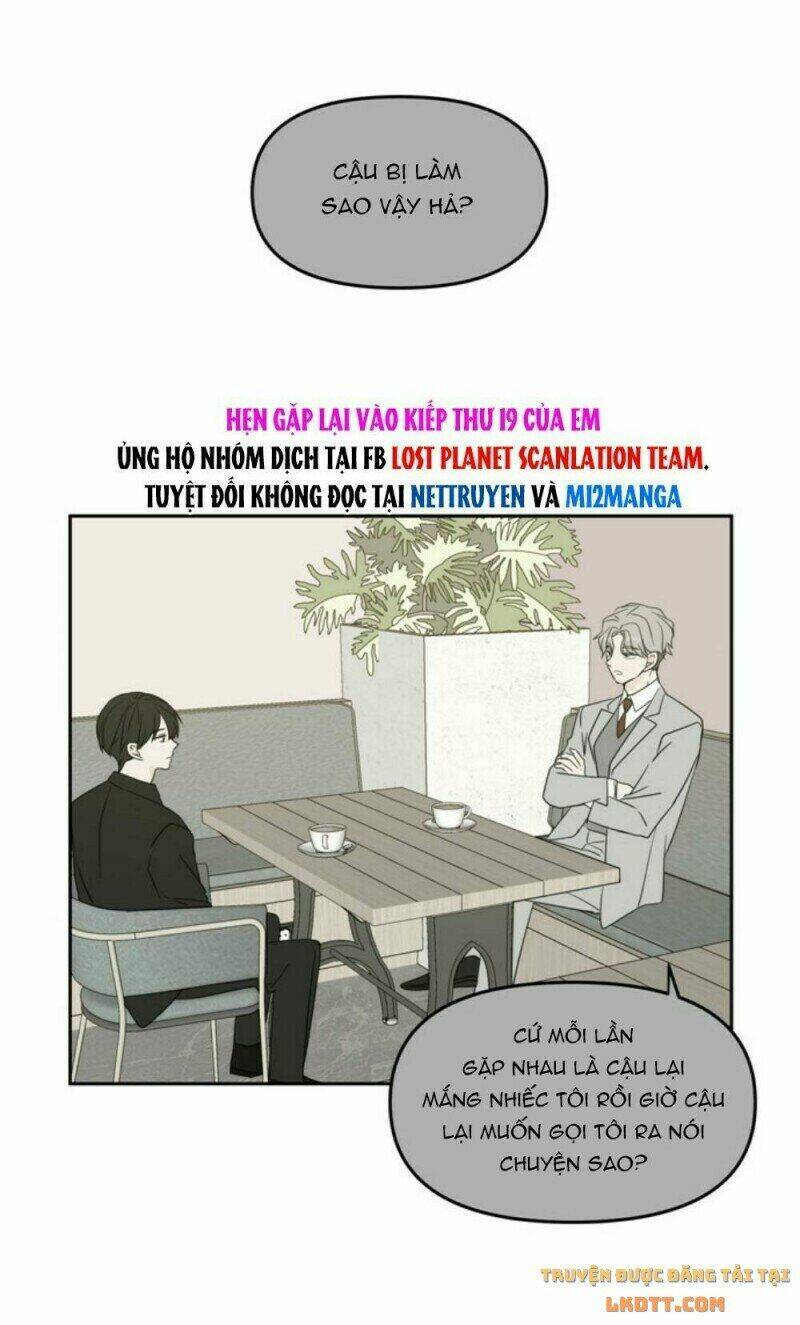 CẬU BỊ LÀM
SAO VẬY HẢ?
HẸN GẶP LẠI VÀO KIẾP THỨ 19 CỦA EM
ỦNG HỘ NHÓM DỊCH TẠI FB LOST PLANET SCANLATION TEAM.
TUYỆT ĐỐI KHÔNG ĐỌC TẠI NETTRUYEN VÀ MI2MANGA
CỨ MỖI LẦN
GẶP NHAU LÀ CẬU LẠI
MẮNG NHIẾC TÔI RỒI GIỜ CẬU
LẠI MUỐN GỌI TÔI RA NÓI
CHUYỆN SAO?
TRUYỆN ĐƯỢC ĐĂNG TẢI TẠI
LKDTT.COM